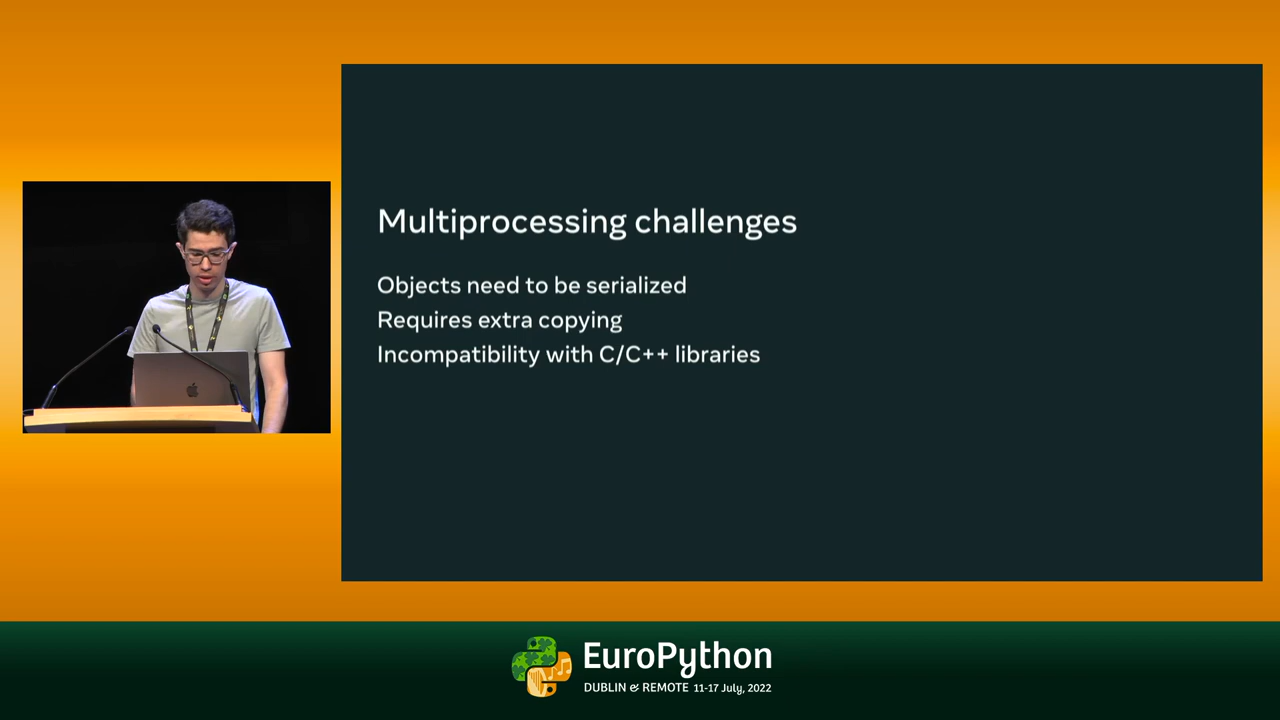 Multiprocessing challenges
Objects need to be serialized
Requires extra copying
Incompatibility with C/C++ libraries
EuroPython
DUBLIN & REMOTE 11-17 July, 2022